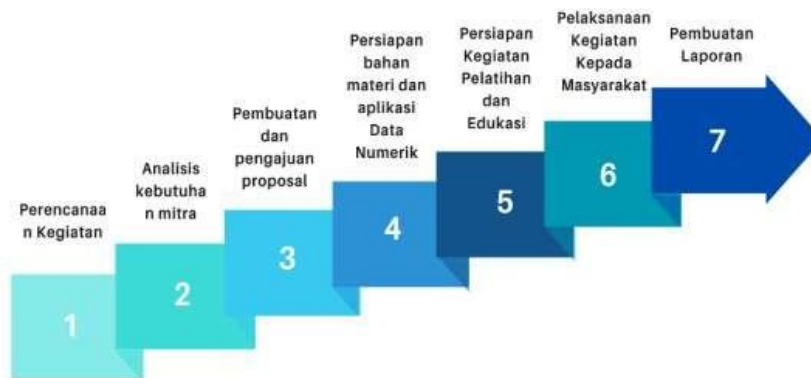 Perencanaa
n Kegiatan
1
Analisis
kebutuha
n mitra
2
Pembuatan
dan
pengajuan
proposal
3
Persiapan
bahan
materi dan
aplikasi
Data
Numerik
4
Persiapan
Kegiatan
Pelatihan
dan
Edukasi
5
Pelaksanaan
Kegiatan
Kepada
Masyarakat
6
Pembuatan
Laporan
7